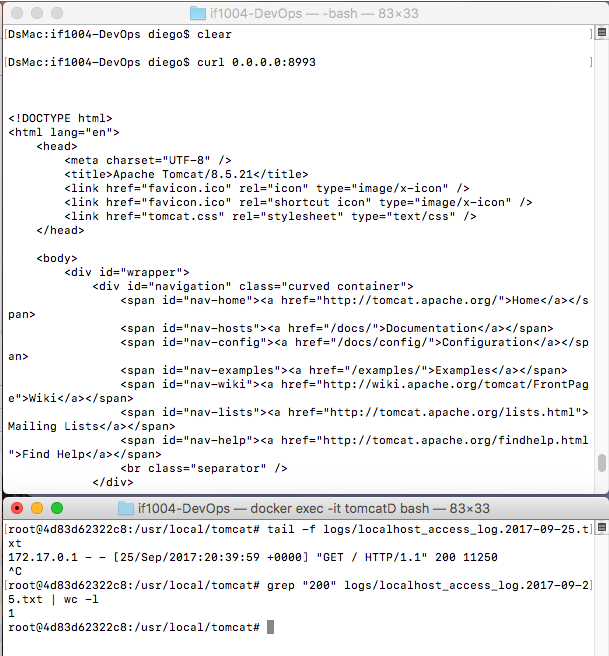 if1004-DevOps — -bash — 83×33
[DsMac:if1004-DevOps diego$ clear ]
[DsMac:if1004-DevOps diego$ curl 0.0.0.0:8993 ]
<!DOCTYPE html>
<html lang="en">
    <head>
        <meta charset="UTF-8" />
        <title>Apache Tomcat/8.5.21</title>
        <link href="favicon.ico" rel="icon" type="image/x-icon" />
        <link href="favicon.ico" rel="shortcut icon" type="image/x-icon" />
        <link href="tomcat.css" rel="stylesheet" type="text/css" />
    </head>
    <body>
        <div id="wrapper">
            <div id="navigation" class="curved container">
                <span id="nav-home"><a href="http://tomcat.apache.org/">Home</a></s
pan>
                <span id="nav-hosts"><a href="/docs/">Documentation</a></span>
                <span id="nav-config"><a href="/docs/config/">Configuration</a></sp
an>
                <span id="nav-examples"><a href="/examples/">Examples</a></span>
                <span id="nav-wiki"><a href="http://wiki.apache.org/tomcat/FrontPag
e">Wiki</a></span>
                <span id="nav-lists"><a href="http://tomcat.apache.org/lists.html">
Mailing Lists</a></span>
                <span id="nav-help"><a href="http://tomcat.apache.org/findhelp.html
">Find Help</a></span>
                <br class="separator" />
            </div>
if1004-DevOps — docker exec -it tomcatD bash — 83×33
[root@4d83d62322c8:/usr/local/tomcat# tail -f logs/localhost_access_log.2017-09-25.t]
xt
172.17.0.1 - - [25/Sep/2017:20:39:59 +0000] "GET / HTTP/1.1" 200 11250
^C
[root@4d83d62322c8:/usr/local/tomcat# grep "200" logs/localhost_access_log.2017-09-2]
5.txt | wc -l
1
root@4d83d62322c8:/usr/local/tomcat#